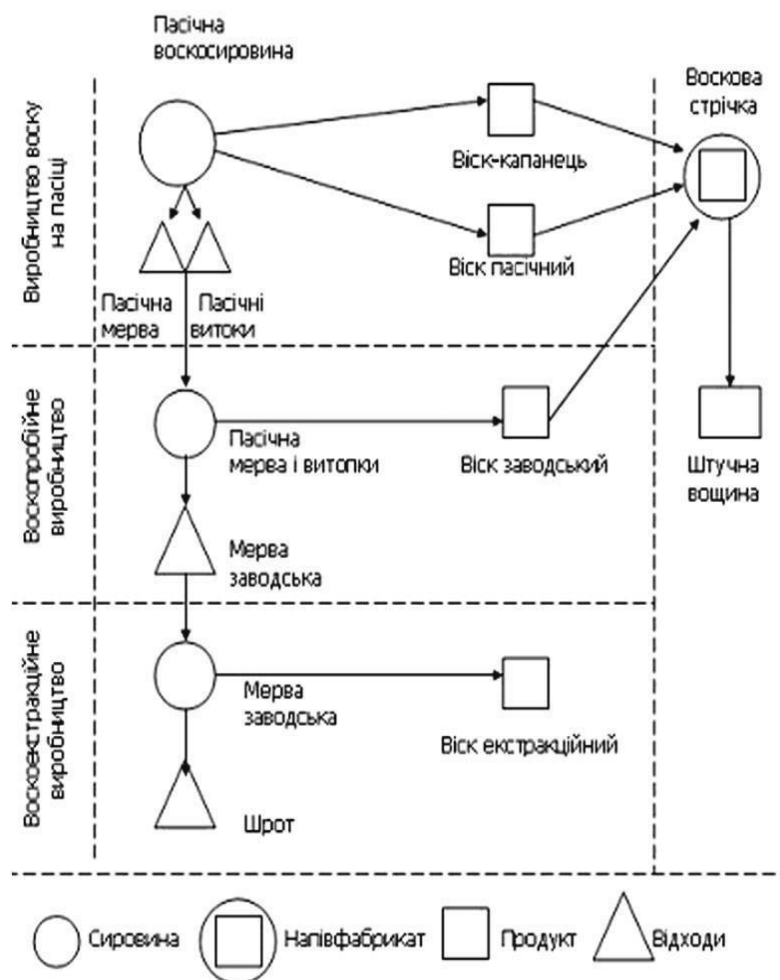 Пасічна
воскосировина
Воскова
стрічка
Виробництво воску
на пасіці
Віск-капанець
Віск пасічний
Пасічна
мерва
Пасічні
витоки
Воскопробійне
виробництво
Пасічна
мерва і витопки
Віск заводський
Штучна
вощина
Мерва
заводська
Воскоекстракційне
виробництво
Мерва
заводська
Віск екстракційний
Шрот
Сировина
Напівфабрикат
Продукт
Відходи